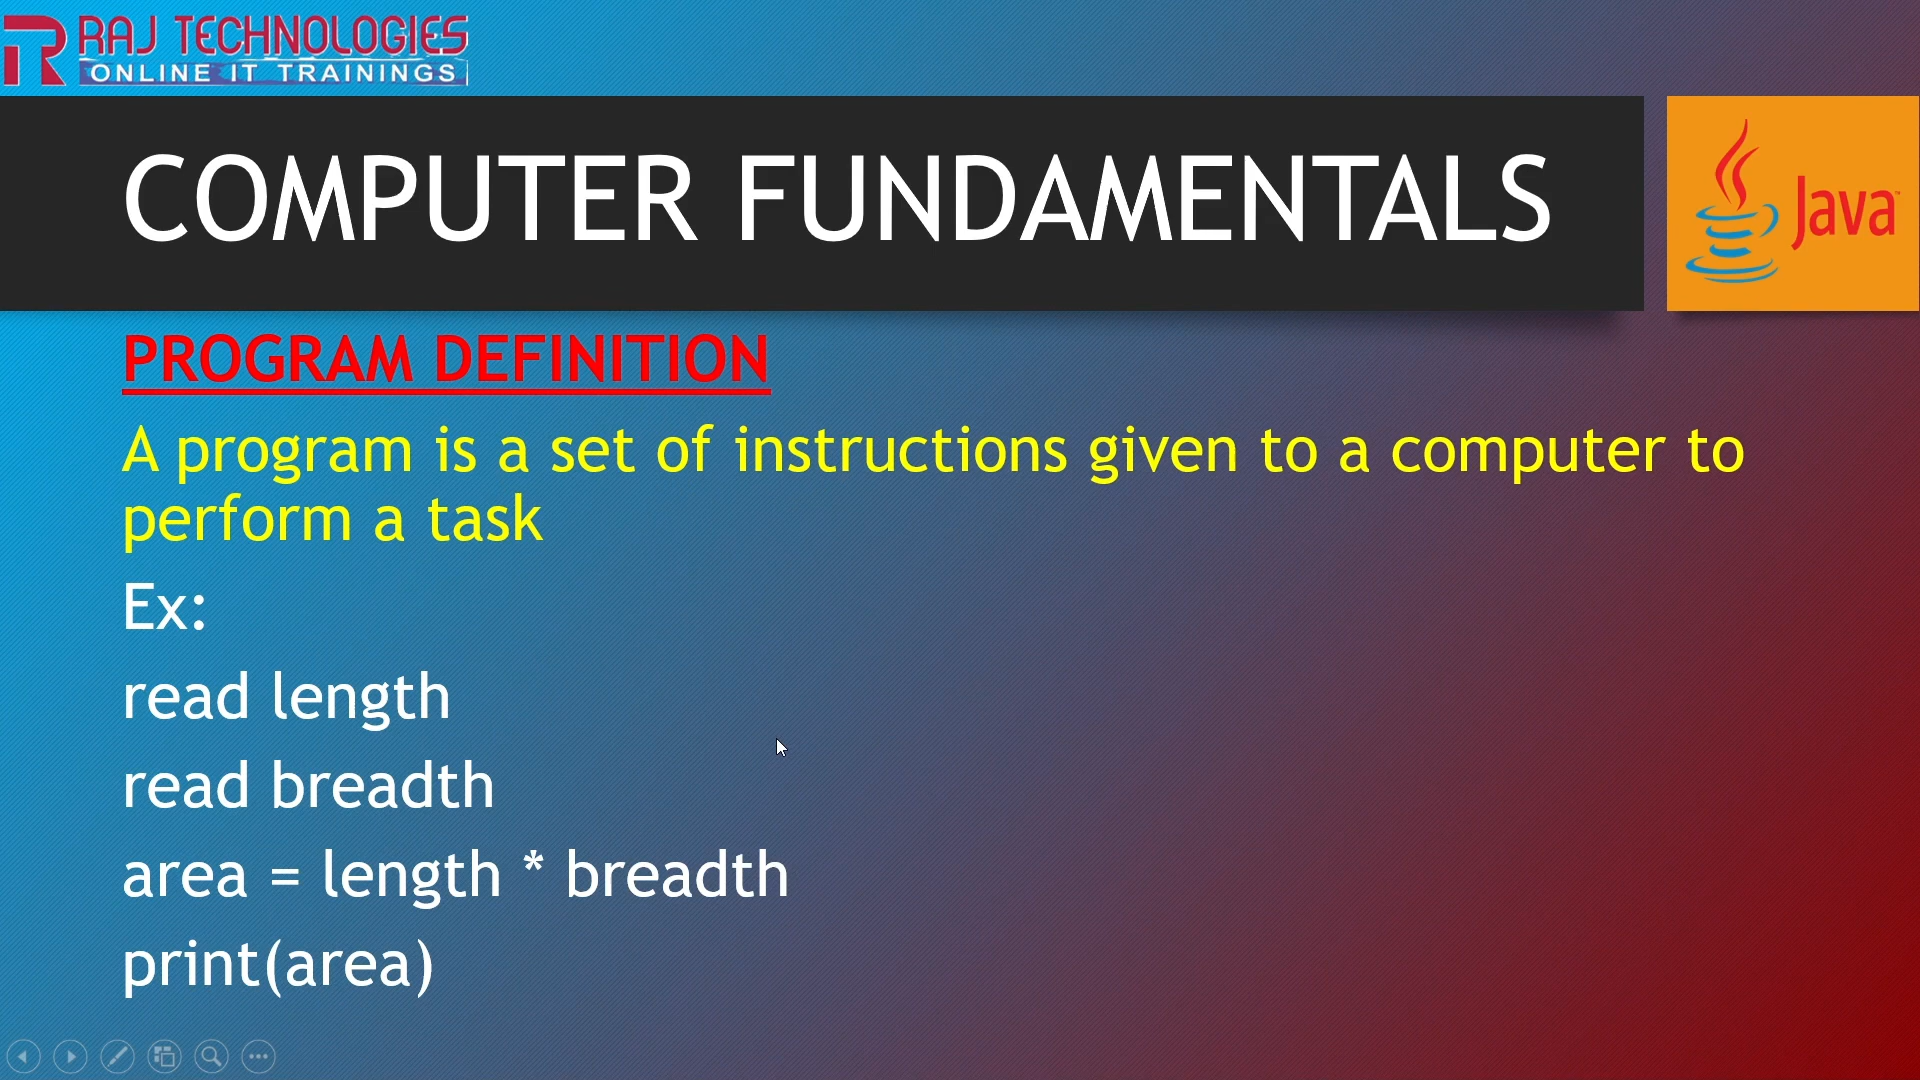 RAJ TECHNOLOGIES
ONLINE IT TRAININGS
COMPUTER FUNDAMENTALS
Java™
PROGRAM DEFINITION
A program is a set of instructions given to a computer to
perform a task
Ex:
read length
read breadth
area = length * breadth
print(area)